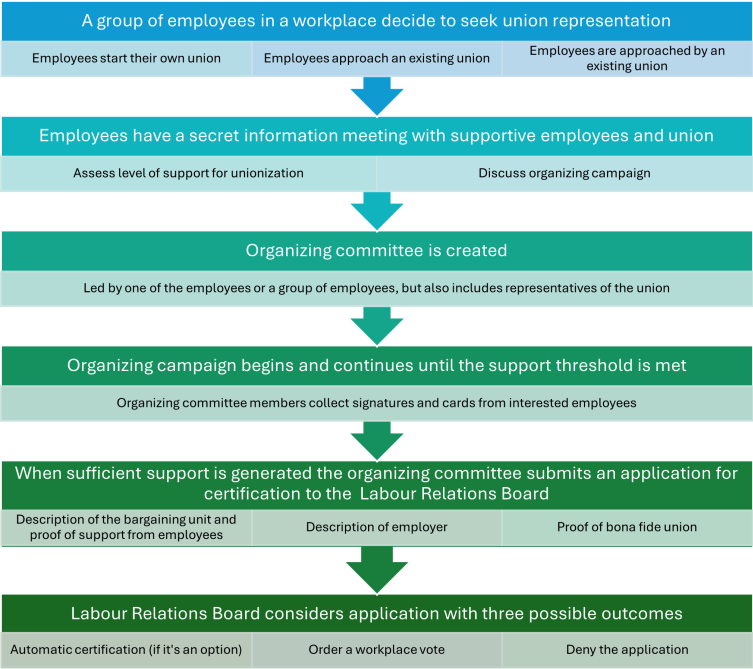 A group of employees in a workplace decide to seek union representation
Employees start their own union
Employees approach an existing union
Employees are approached by an
existing union
Employees have a secret information meeting with supportive employees and union
Assess level of support for unionization
Discuss organizing campaign
Organizing committee is created
Led by one of the employees or a group of employees, but also includes representatives of the union
Organizing campaign begins and continues until the support threshold is met
Organizing committee members collect signatures and cards from interested employees
When sufficient support is generated the organizing committee submits an application for
certification to the Labour Relations Board
Description of the bargaining unit and
proof of support from employees
Description of employer
Proof of bona fide union
Labour Relations Board considers application with three possible outcomes
Automatic certification (if it's an option)
Order a workplace vote
Deny the application